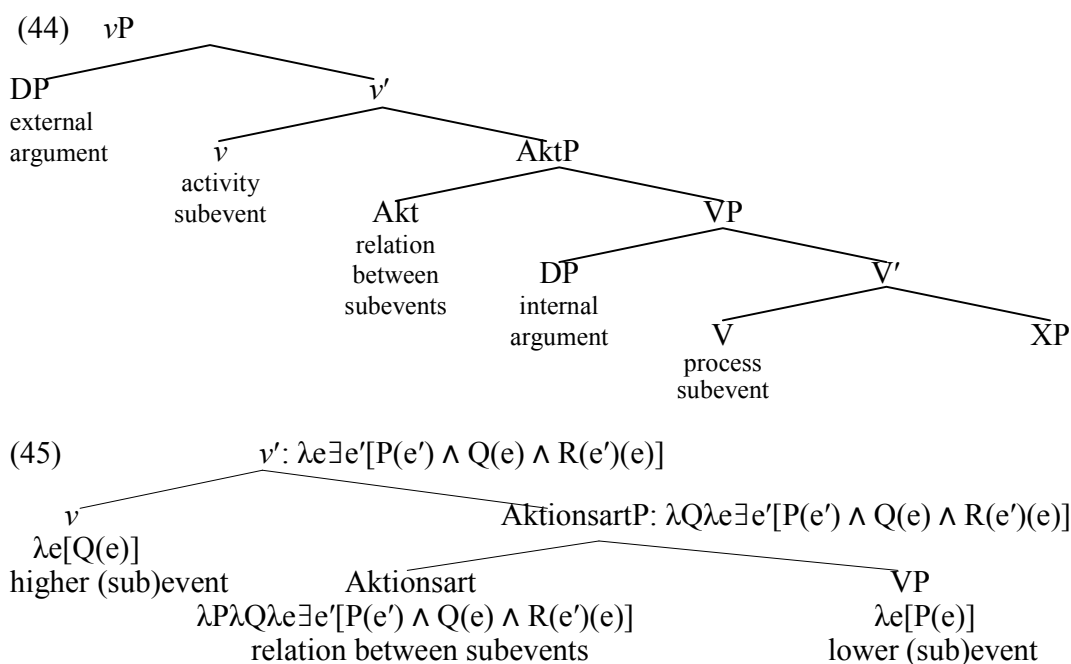 (44) vP
DP v′
external
argument v AktP
activity
subevent Akt VP
relation
between DP V′
subevents internal
argument V XP
process
subevent
(45) v′: λe∃e′[P(e′) ∧ Q(e) ∧ R(e′)(e)]
v AktionsartP: λQλe∃e′[P(e′) ∧ Q(e) ∧ R(e′)(e)]
λe[Q(e)]
higher (sub)event Aktionsart VP
λPλQλe∃e′[P(e′) ∧ Q(e) ∧ R(e′)(e)] λe[P(e)]
relation between subevents lower (sub)event